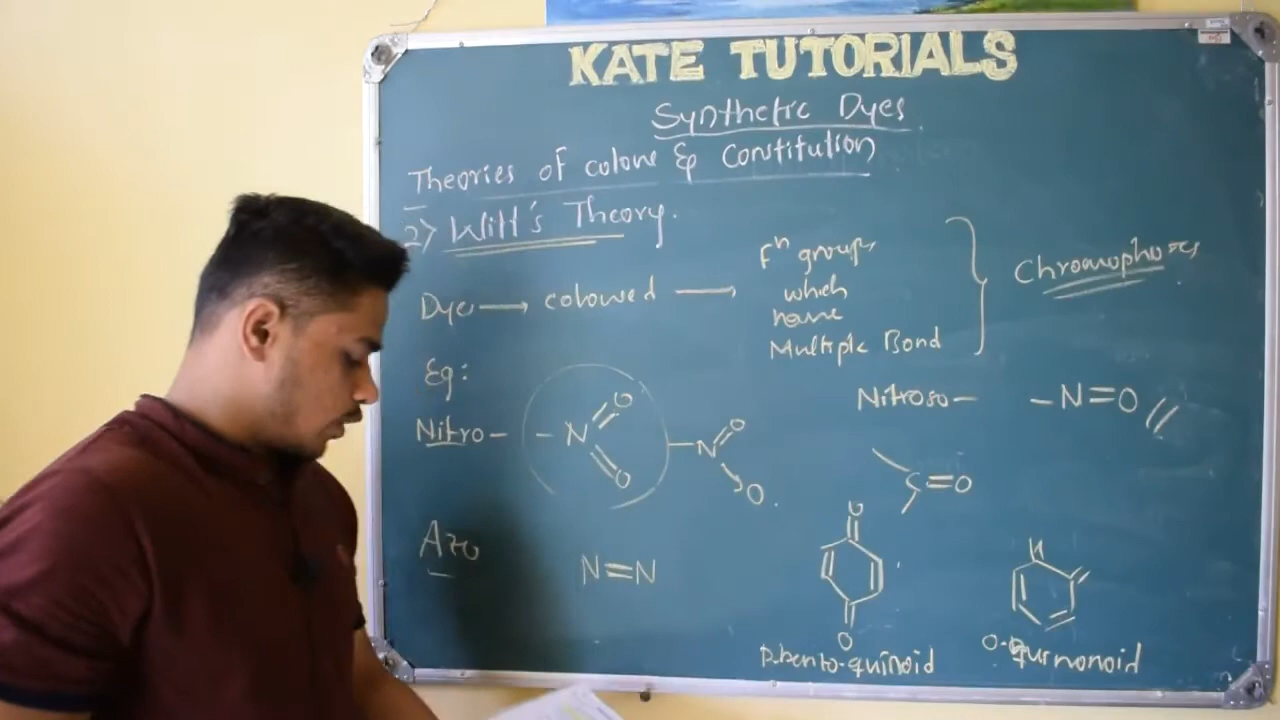 KATE TUTORIALS
Synthetic Dyes
Theories of colour & Constitution
2) Witt's Theory.
Dye → coloured →
Fn groups
which
have
Multiple Bond
Chromophores
Eg:
Nitro - -N=O
=O
-N=O
→O
Nitroso - -N=O
C=O
Azo N=N
O
O
p.benzo-quinoid
O-Quinonoid